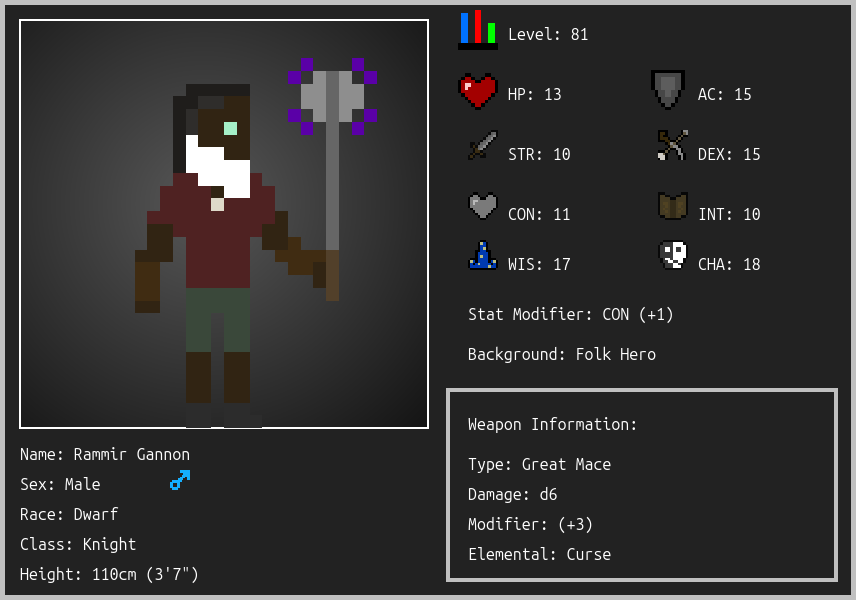 Level: 81
HP: 13
AC: 15
STR: 10
DEX: 15
CON: 11
INT: 10
WIS: 17
CHA: 18
Stat Modifier: CON (+1)
Background: Folk Hero
Weapon Information:
Type: Great Mace
Damage: d6
Modifier: (+3)
Elemental: Curse
Name: Rammir Gannon
Sex: Male
Race: Dwarf
Class: Knight
Height: 110cm (3'7")